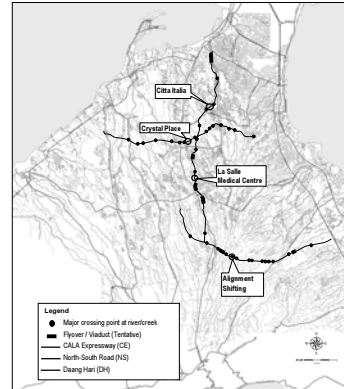 Citta Italia
Crystal Place
La Salle
Medical Centre
Alignment
Shifting
Legend
Major crossing point at river/creek
Flyover / Viaduct (Tentative)
CALA Expressway (CE)
North-South Road (NS)
Daang Hari (DH)